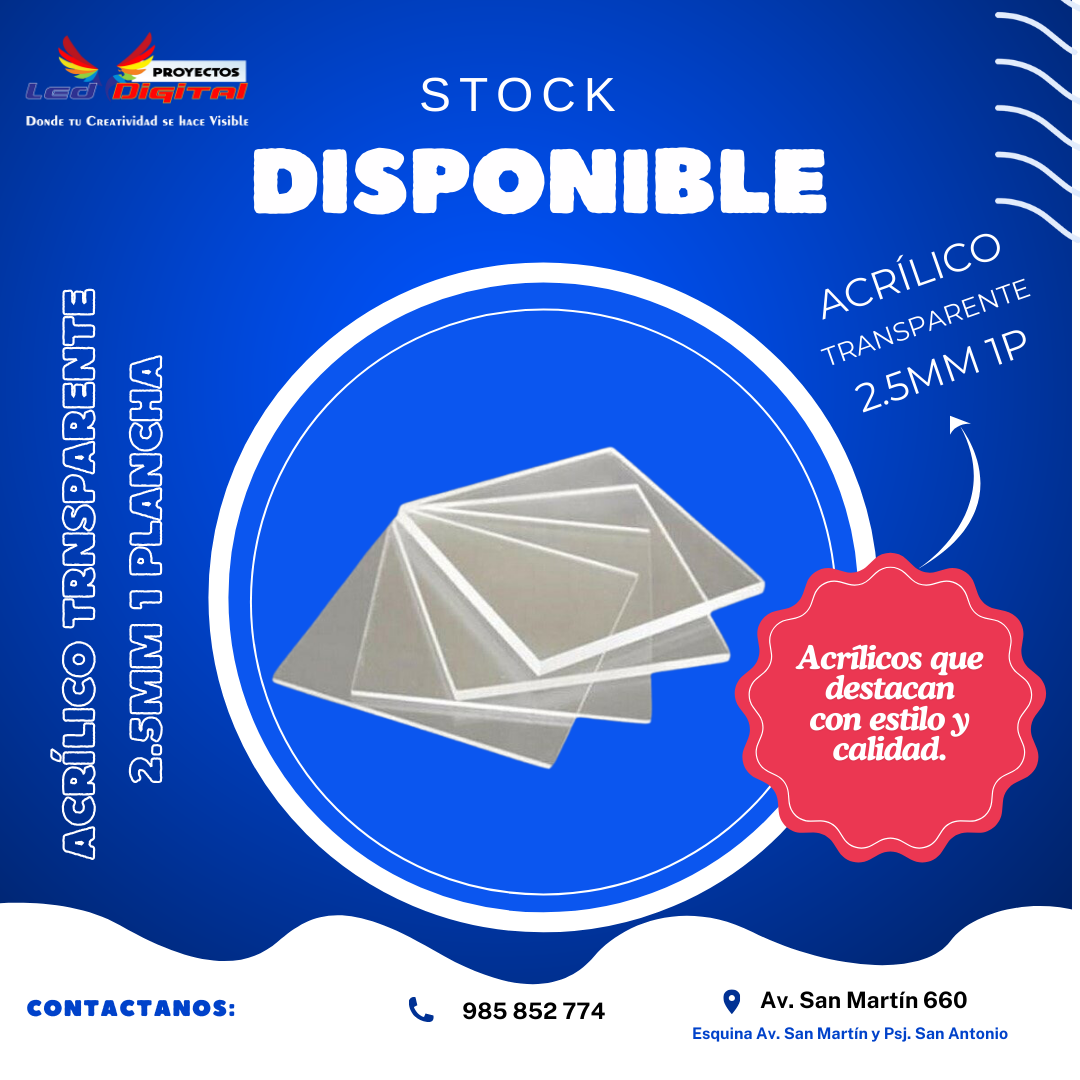 PROYECTOS
Led Digital
Donde tu Creatividad se hace Visible
STOCK
DISPONIBLE
ACRÍLICO
TRANSPARENTE
2.5MM 1P
ACRÍLICO TRNSPARENTE
2.5MM 1 PLANCHA
Acrílicos que
destacan
con estilo y
calidad.
CONTACTANOS:
985 852 774
Av. San Martín 660
Esquina Av. San Martín y Psj. San Antonio